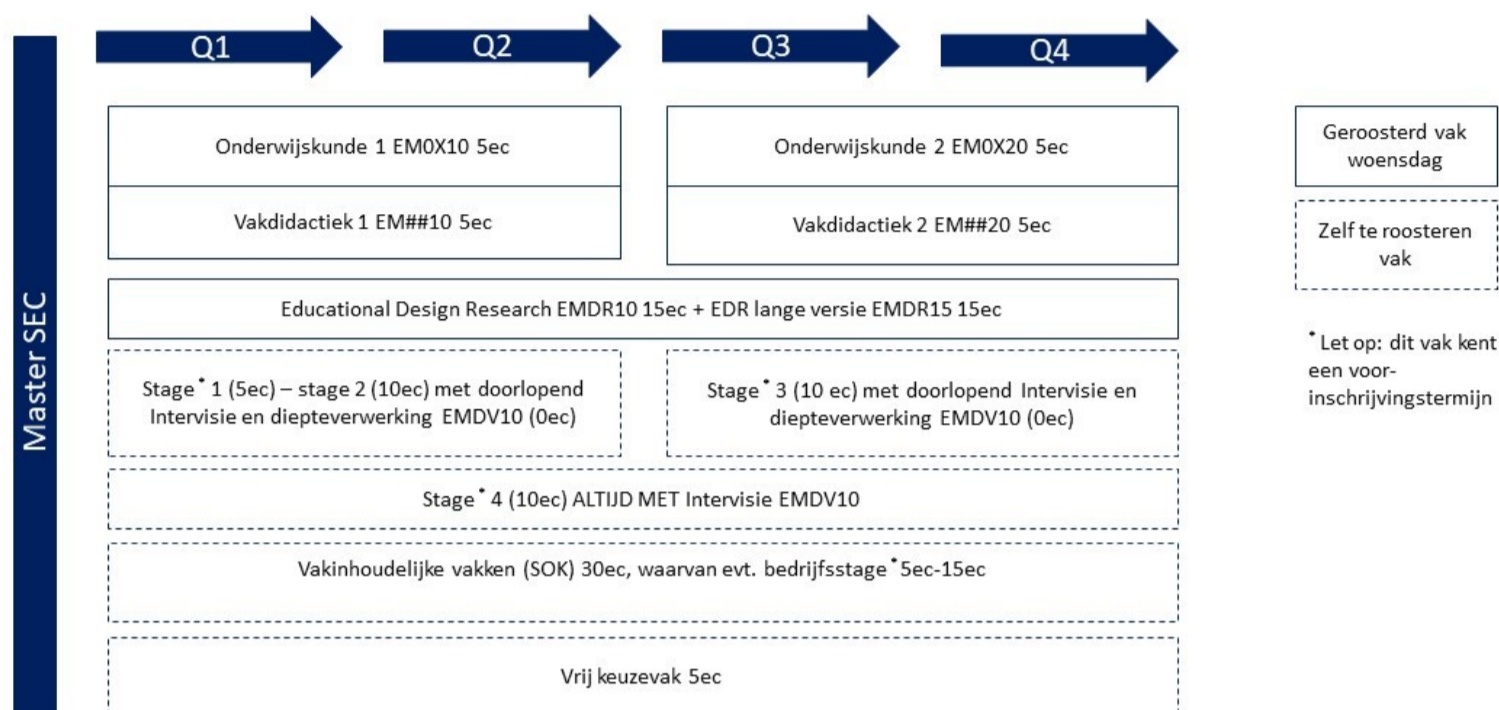 Q1
Q2
Q3
Q4
Master SEC
Onderwijskunde 1 EM0X10 5ec
Onderwijskunde 2 EM0X20 5ec
Vakdidactiek 1 EM##10 5ec
Vakdidactiek 2 EM##20 5ec
Educational Design Research EMDR10 15ec + EDR lange versie EMDR15 15ec
Stage* 1 (5ec) – stage 2 (10ec) met doorlopend
Intervisie en diepteverwerking EMDV10 (0ec)
Stage* 3 (10 ec) met doorlopend Intervisie en
diepteverwerking EMDV10 (0ec)
Stage* 4 (10ec) ALTIJD MET Intervisie EMDV10
Vakinhoudelijke vakken (SOK) 30ec, waarvan evt. bedrijfsstage* 5ec-15ec
Vrij keuzevak 5ec
Geroosterd vak
woensdag
Zelf te roosteren
vak
* Let op: dit vak kent
een voor-
inschrijvingstermijn